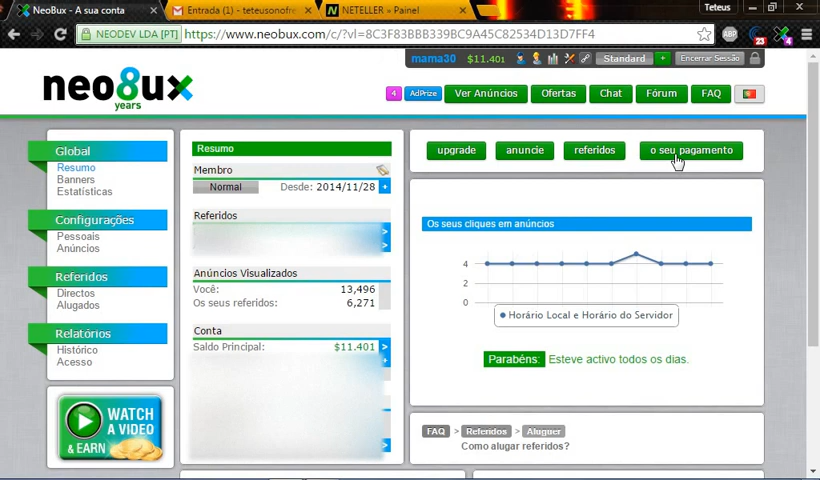 NeoBux - A sua conta
Entrada (1) - teteusonofre
NETELLER » Painel
Teteus
NEODEV LDA [PT]
https://www.neobux.com/c/?vl=8C3F83BBB339BC9A45C82534D13D7FF4
ABP
23
4
mama30
$11.401
Standard
+
Encerrar Sessão
neobux
years
4
AdPrize
Ver Anúncios
Ofertas
Chat
Fórum
FAQ
Global
Resumo
Banners
Estatísticas
Configurações
Pessoais
Anúncios
Referidos
Directos
Alugados
Relatórios
Histórico
Acesso
WATCH
A VIDEO
& EARN
Resumo
Membro
Normal
Desde: 2014/11/28
+
Referidos
Anúncios Visualizados
Você: 13,496
Os seus referidos: 6,271
Conta
Saldo Principal: $11.401
upgrade
anuncie
referidos
o seu pagamento
Os seus cliques em anúncios
4
2
0
Horário Local e Horário do Servidor
Parabéns: Esteve activo todos os dias.
FAQ > Referidos > Aluguer
Como alugar referidos?